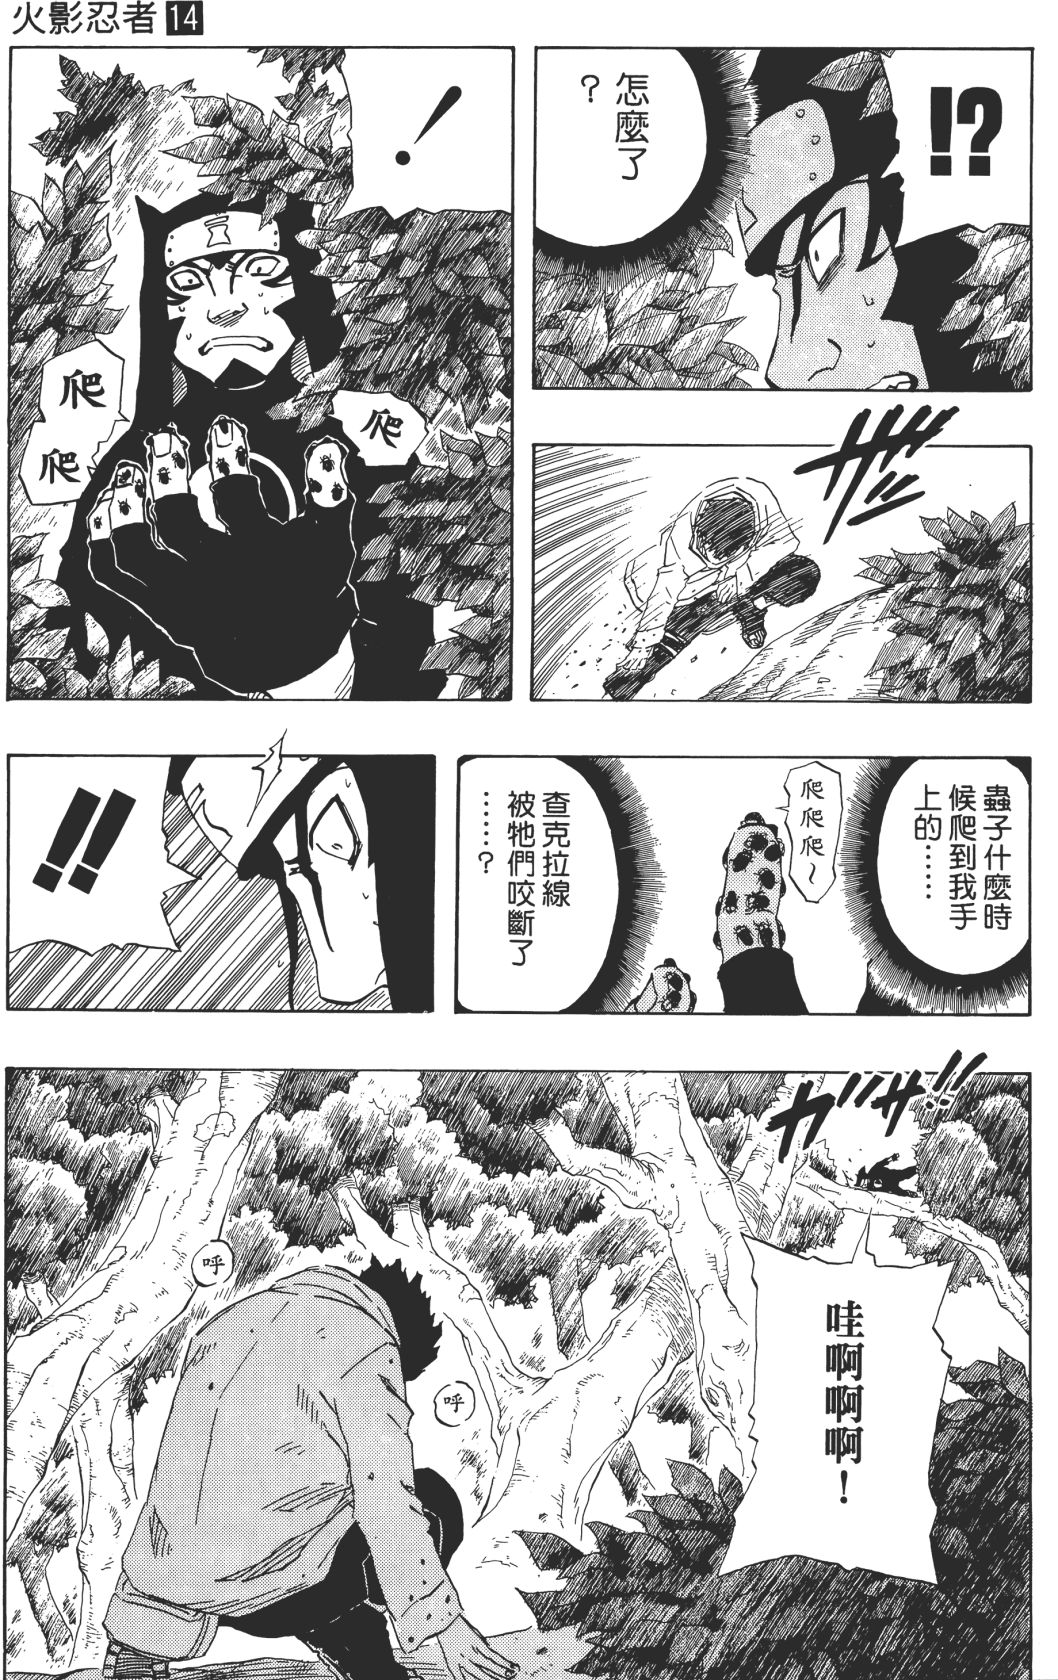 火影忍者 14
!?
怎麼了
?
ザザッ
!
爬
爬
爬
蟲子什麼時
候爬到我手
上的……
爬爬爬~
查克拉線
被牠們咬斷了
……?
!!
ガサッ!!
哇啊啊啊!
呼
呼